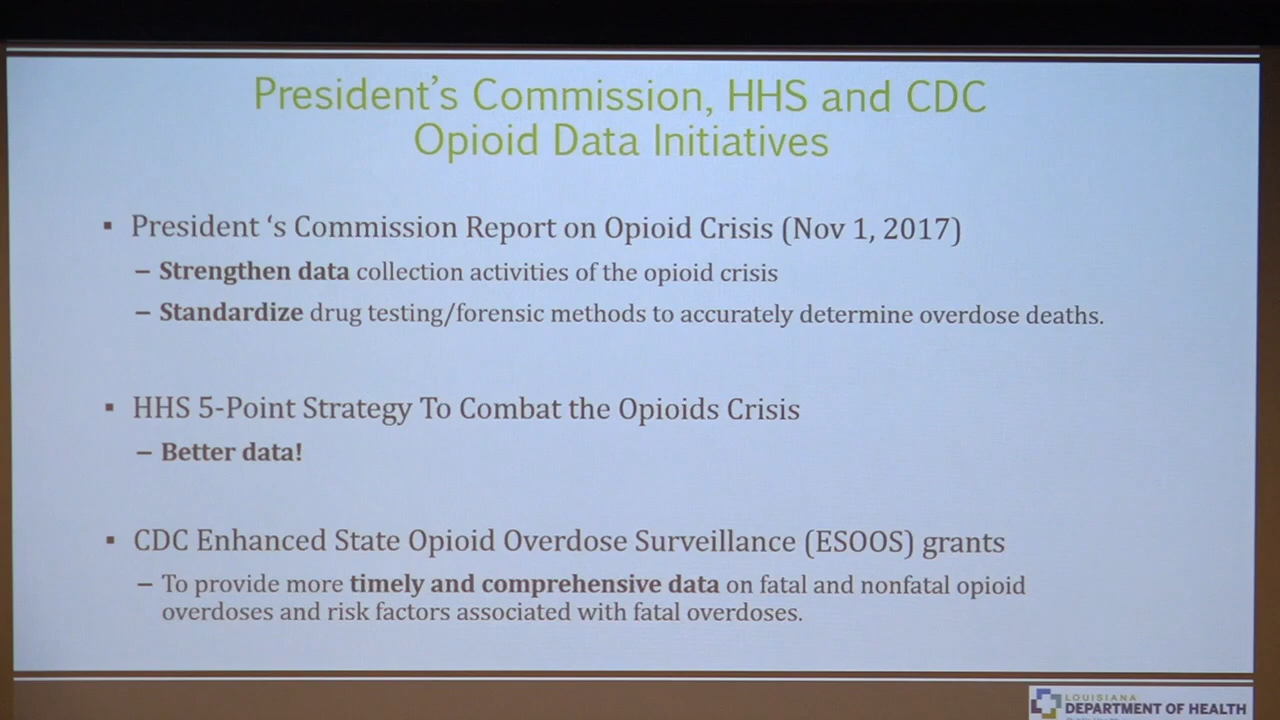 President's Commission, HHS and CDC
Opioid Data Initiatives
▪ President ‘s Commission Report on Opioid Crisis (Nov 1, 2017)
– Strengthen data collection activities of the opioid crisis
– Standardize drug testing/forensic methods to accurately determine overdose deaths.
▪ HHS 5-Point Strategy To Combat the Opioids Crisis
– Better data!
▪ CDC Enhanced State Opioid Overdose Surveillance (ESOOS) grants
– To provide more timely and comprehensive data on fatal and nonfatal opioid
overdoses and risk factors associated with fatal overdoses.
LOUISIANA
DEPARTMENT OF HEALTH